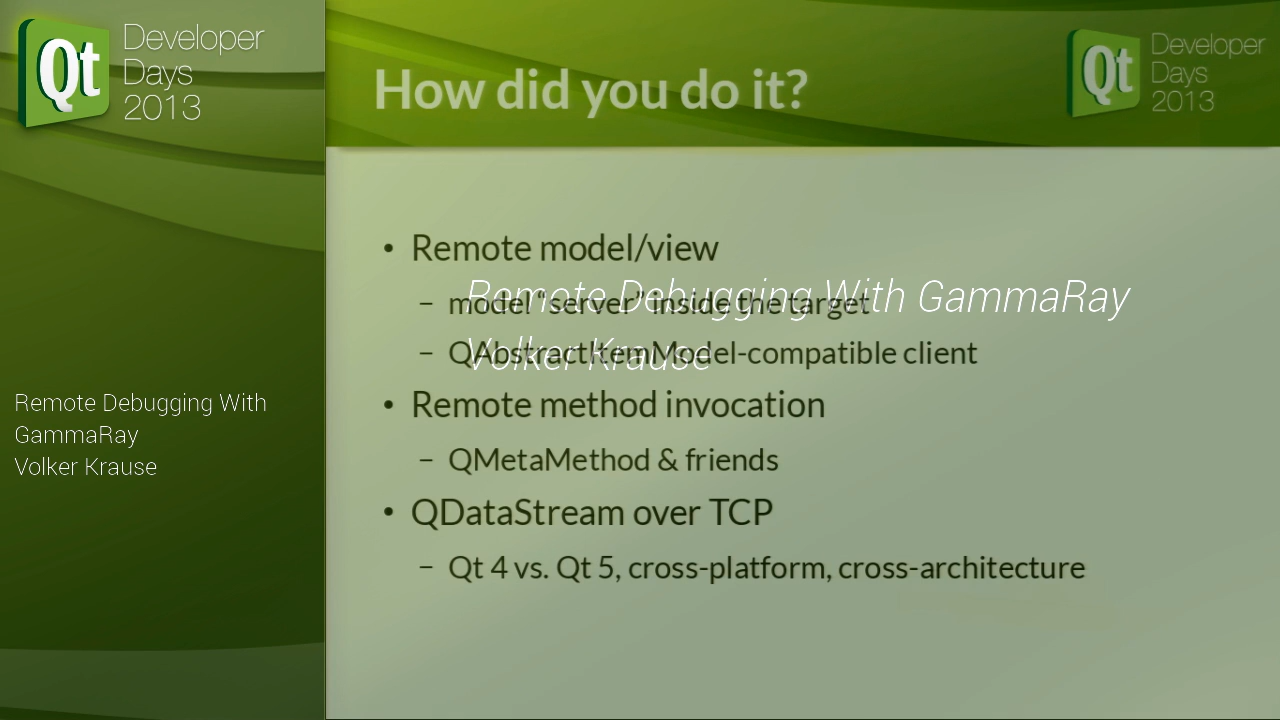 Qt Developer
Days
2013
Remote Debugging With
GammaRay
Volker Krause
How did you do it?
Qt Developer
Days
2013
• Remote model/view
– model “server” inside the target
– QAbstractItemModel-compatible client
• Remote method invocation
– QMetaMethod & friends
• QDataStream over TCP
– Qt 4 vs. Qt 5, cross-platform, cross-architecture
Remote Debugging With GammaRay
Volker Krause